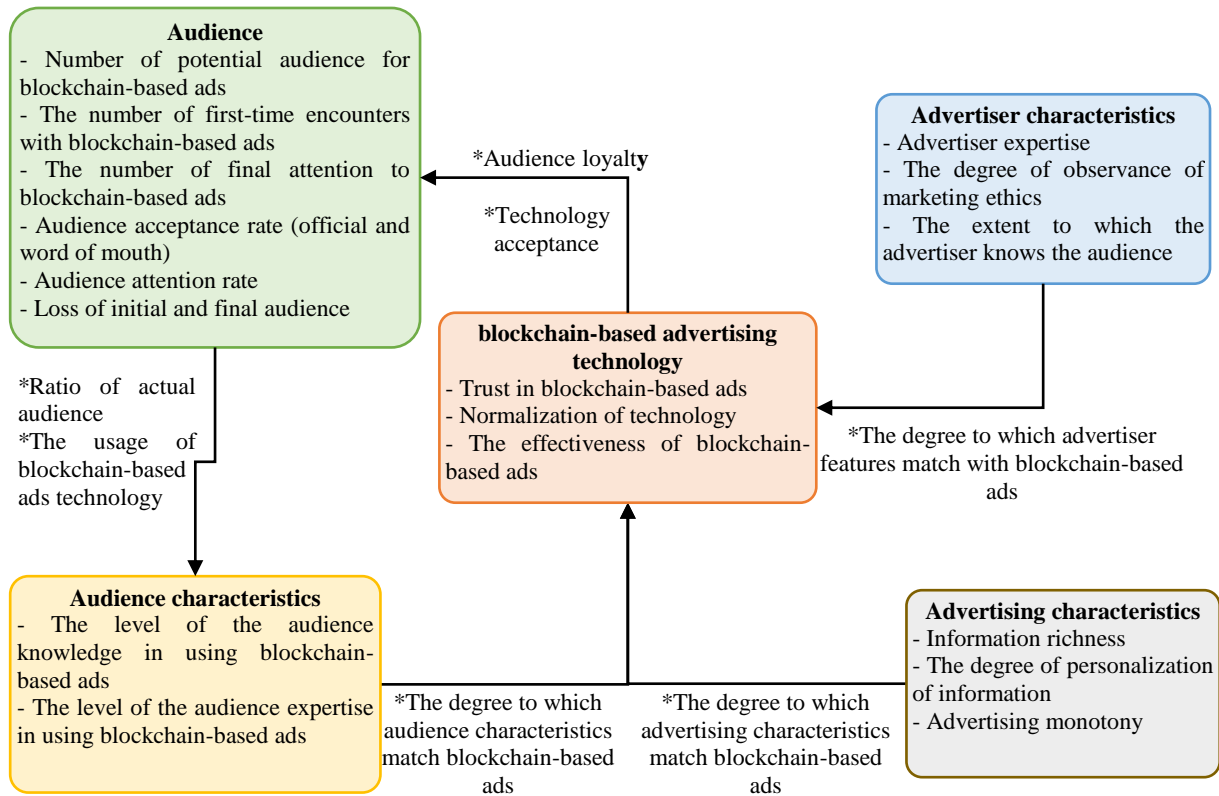 Audience
- Number of potential audience for
blockchain-based ads
- The number of first-time encounters
with blockchain-based ads
- The number of final attention to
blockchain-based ads
- Audience acceptance rate (official and
word of mouth)
- Audience attention rate
- Loss of initial and final audience
*Audience loyalty
*Technology
acceptance
Advertiser characteristics
- Advertiser expertise
- The degree of observance of
marketing ethics
- The extent to which the
advertiser knows the audience
blockchain-based advertising
technology
- Trust in blockchain-based ads
- Normalization of technology
- The effectiveness of blockchain-
based ads
*Ratio of actual
audience
*The usage of
blockchain-based
ads technology
*The degree to which advertiser
features match with blockchain-based
ads
Audience characteristics
- The level of the audience
knowledge in using blockchain-
based ads
- The level of the audience expertise
in using blockchain-based ads
*The degree to which
audience characteristics
match blockchain-based
ads
*The degree to which
advertising characteristics
match blockchain-based
ads
Advertising characteristics
- Information richness
- The degree of personalization
of information
- Advertising monotony